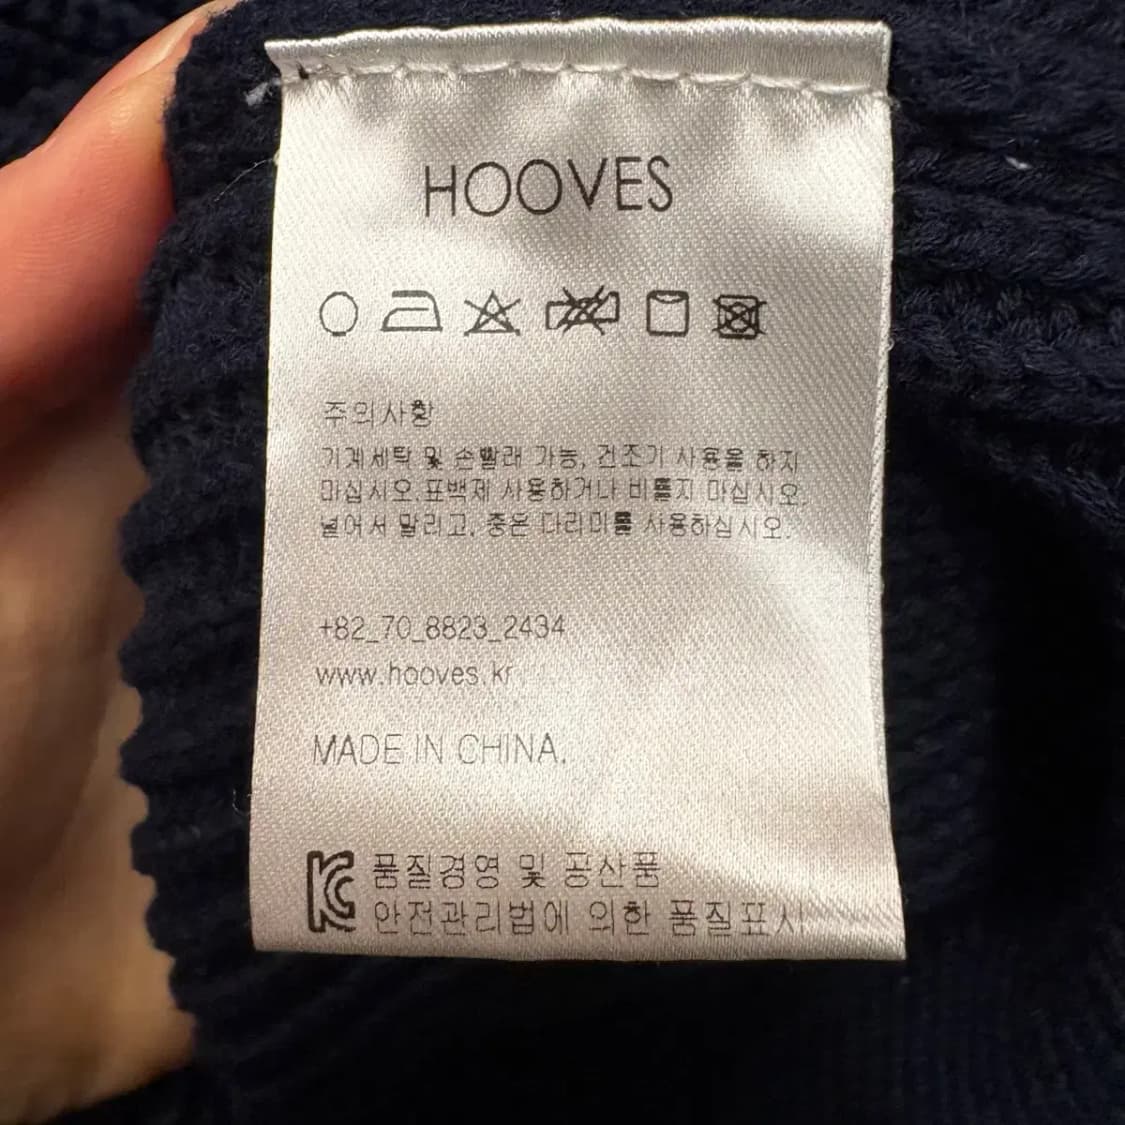 HOOVES
주의사항
기계세탁 및 손빨래 가능, 건조기 사용을 하지
마십시오.표백제 사용하거나 비틀지 마십시오.
널어서 말리고, 중온 다리미를 사용하십시오.
+82_70_8823_2434
www.hooves.kr
MADE IN CHINA.
품질경영 및 공산품
안전관리법에 의한 품질표시